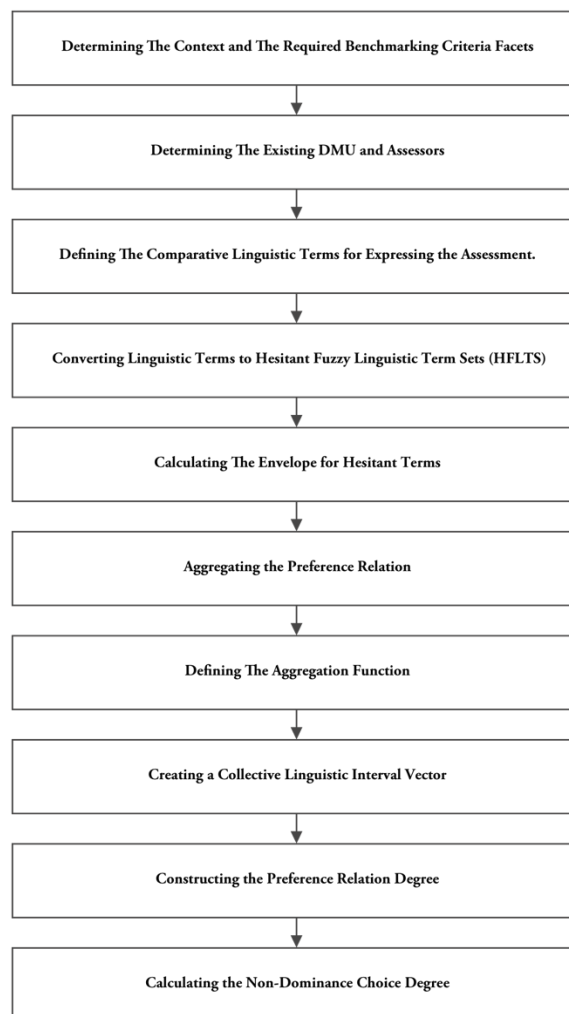 Determining The Context and The Required Benchmarking Criteria Facets
Determining The Existing DMU and Assessors
Defining The Comparative Linguistic Terms for Expressing the Assessment.
Converting Linguistic Terms to Hesitant Fuzzy Linguistic Term Sets (HFLTS)
Calculating The Envelope for Hesitant Terms
Aggregating the Preference Relation
Defining The Aggregation Function
Creating a Collective Linguistic Interval Vector
Constructing the Preference Relation Degree
Calculating the Non-Dominance Choice Degree